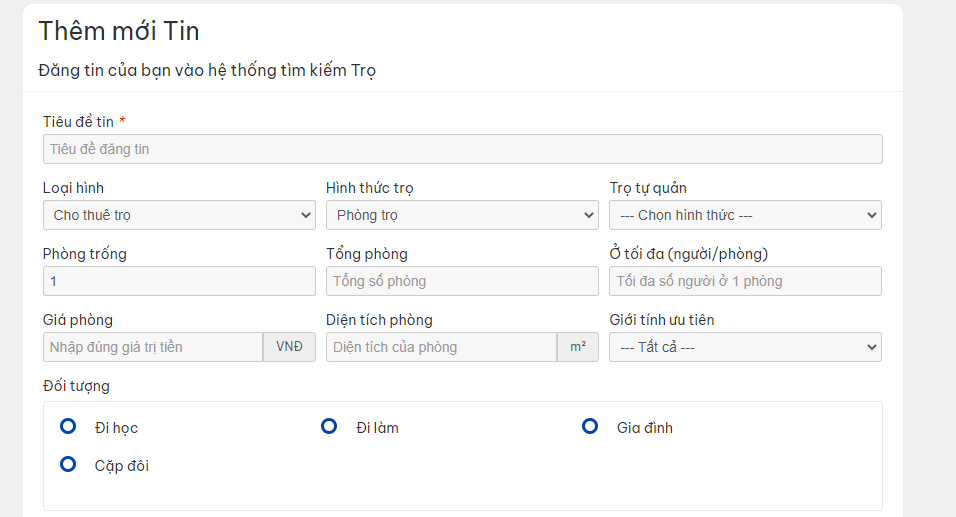 Thêm mới Tin
Đăng tin của bạn vào hệ thống tìm kiếm Trọ
Tiêu đề tin *
Tiêu đề đăng tin
Loại hình Hình thức trọ Trọ tự quản
Cho thuê trọ Phòng trọ --- Chọn hình thức ---
Phòng trống Tổng phòng Ở tối đa (người/phòng)
1 Tổng số phòng Tối đa số người ở 1 phòng
Giá phòng Diện tích phòng Giới tính ưu tiên
Nhập đúng giá trị tiền VNĐ Diện tích của phòng m² --- Tất cả ---
Đối tượng
Đi học Đi làm Gia đình
Cặp đôi